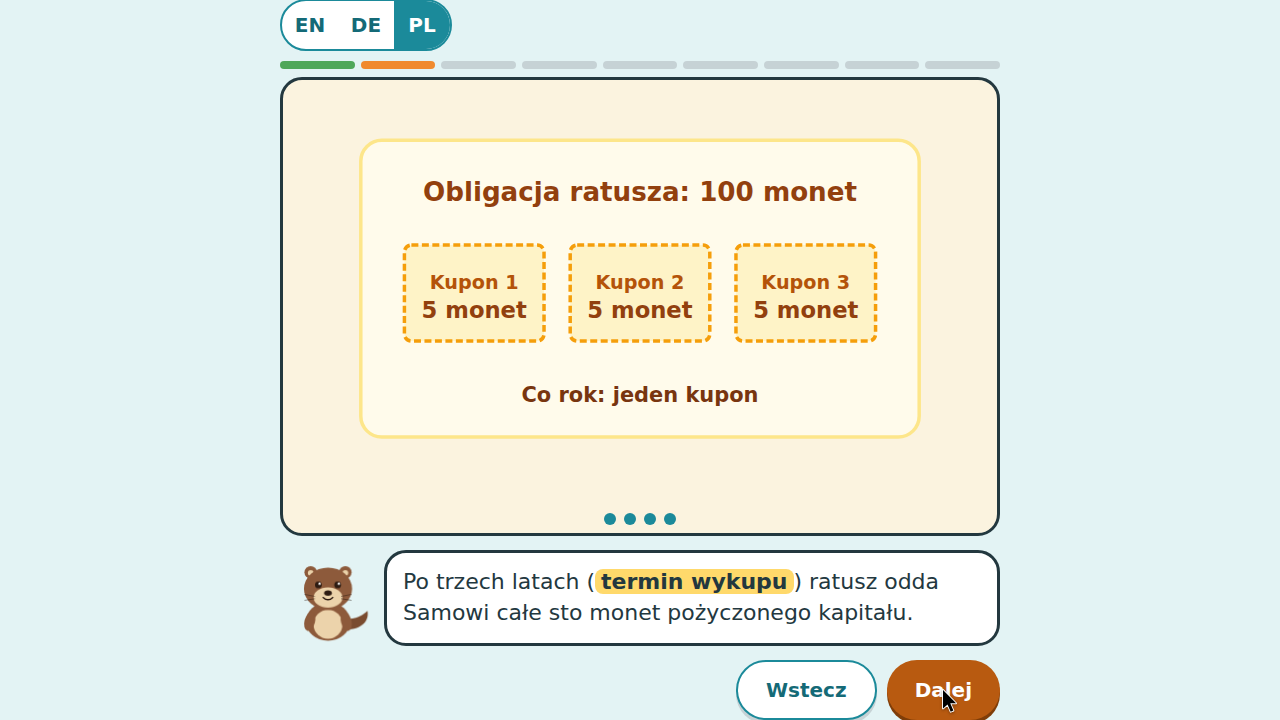 EN DE PL
Obligacja ratusza: 100 monet
Kupon 1 Kupon 2 Kupon 3
5 monet 5 monet 5 monet
Co rok: jeden kupon
Po trzech latach (termin wykupu) ratusz odda
Samowi całe sto monet pożyczonego kapitału.
Wstecz Dalej